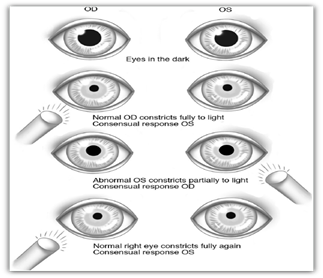 OD OS
Eyes in the dark
Normal OD constricts fully to light
Consensual response OS
Abnormal OS constricts partially to light
Consensual response OD
Normal right eye constricts fully again
Consensual response OS